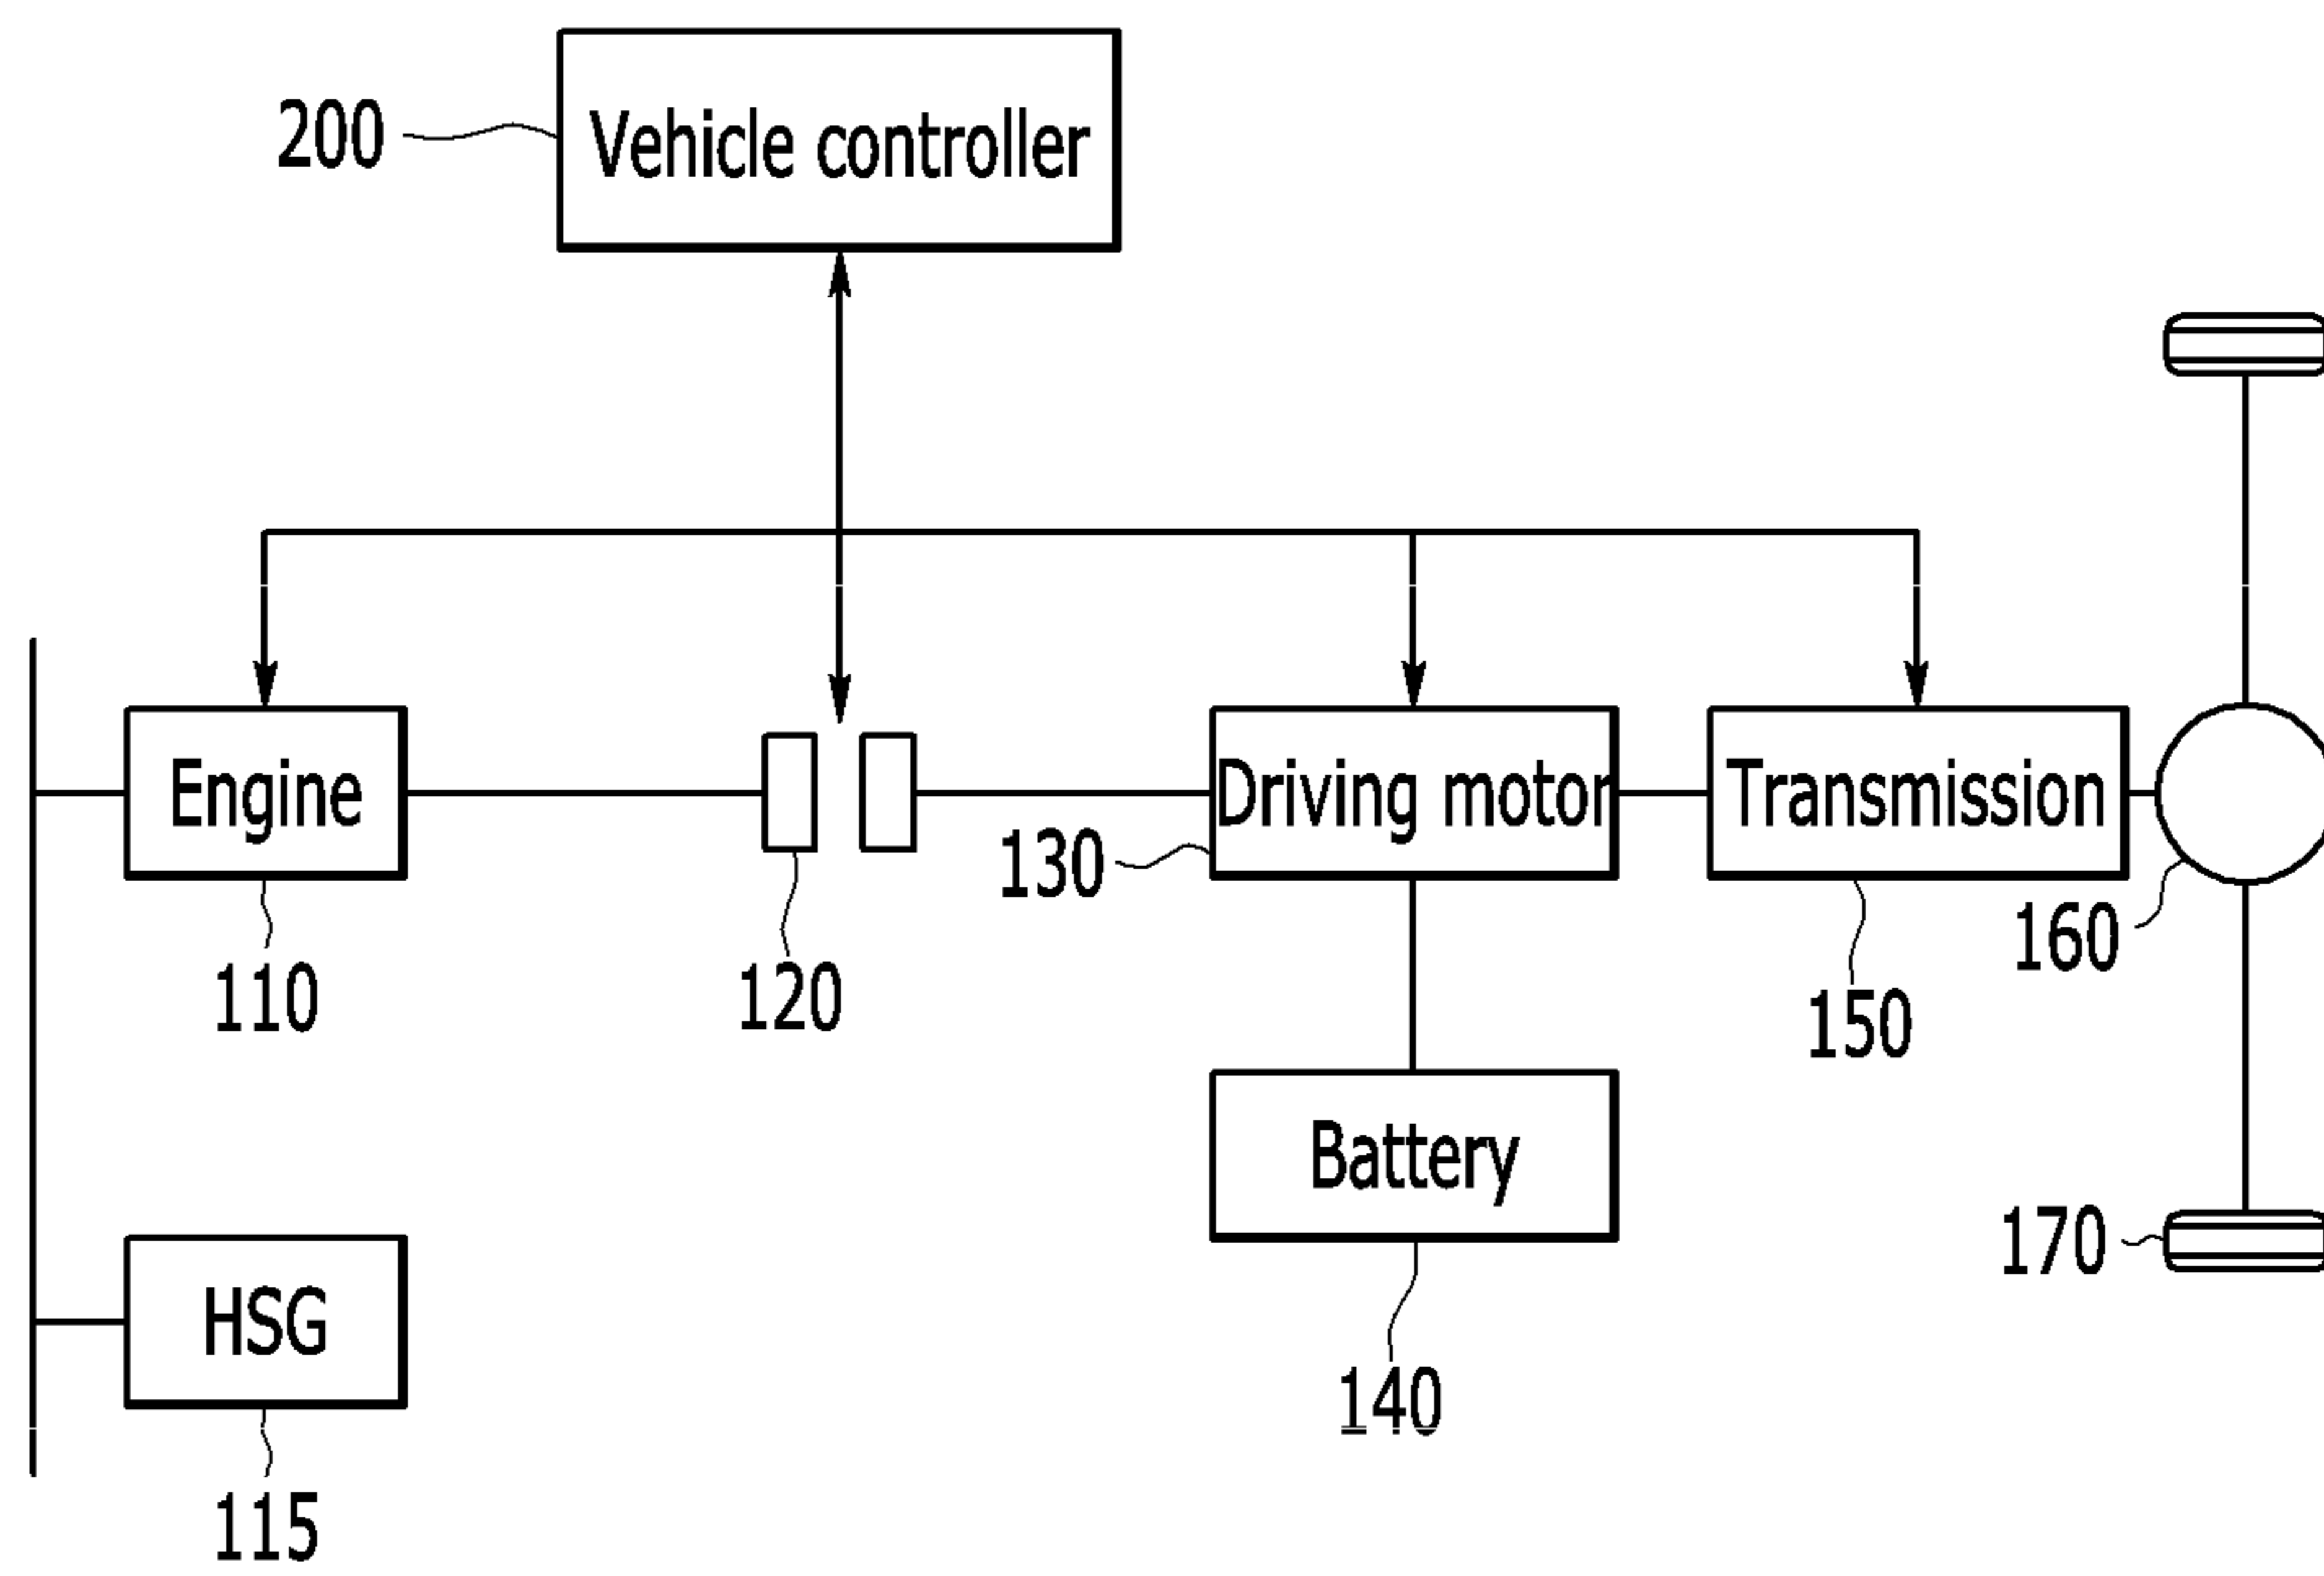 200
Vehicle controller
Engine
Driving motor
Transmission
130
160
110
120
150
Battery
170
HSG
140
115